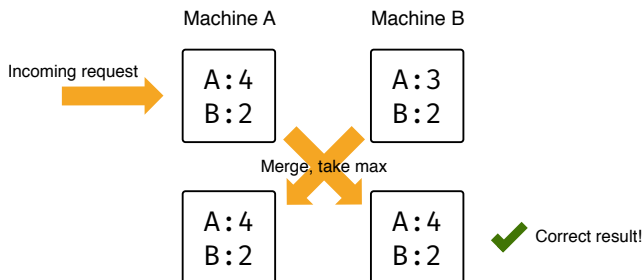 Machine A
Machine B
Incoming request
A:4
B:2
A:3
B:2
Merge, take max
A:4
B:2
A:4
B:2
Correct result!